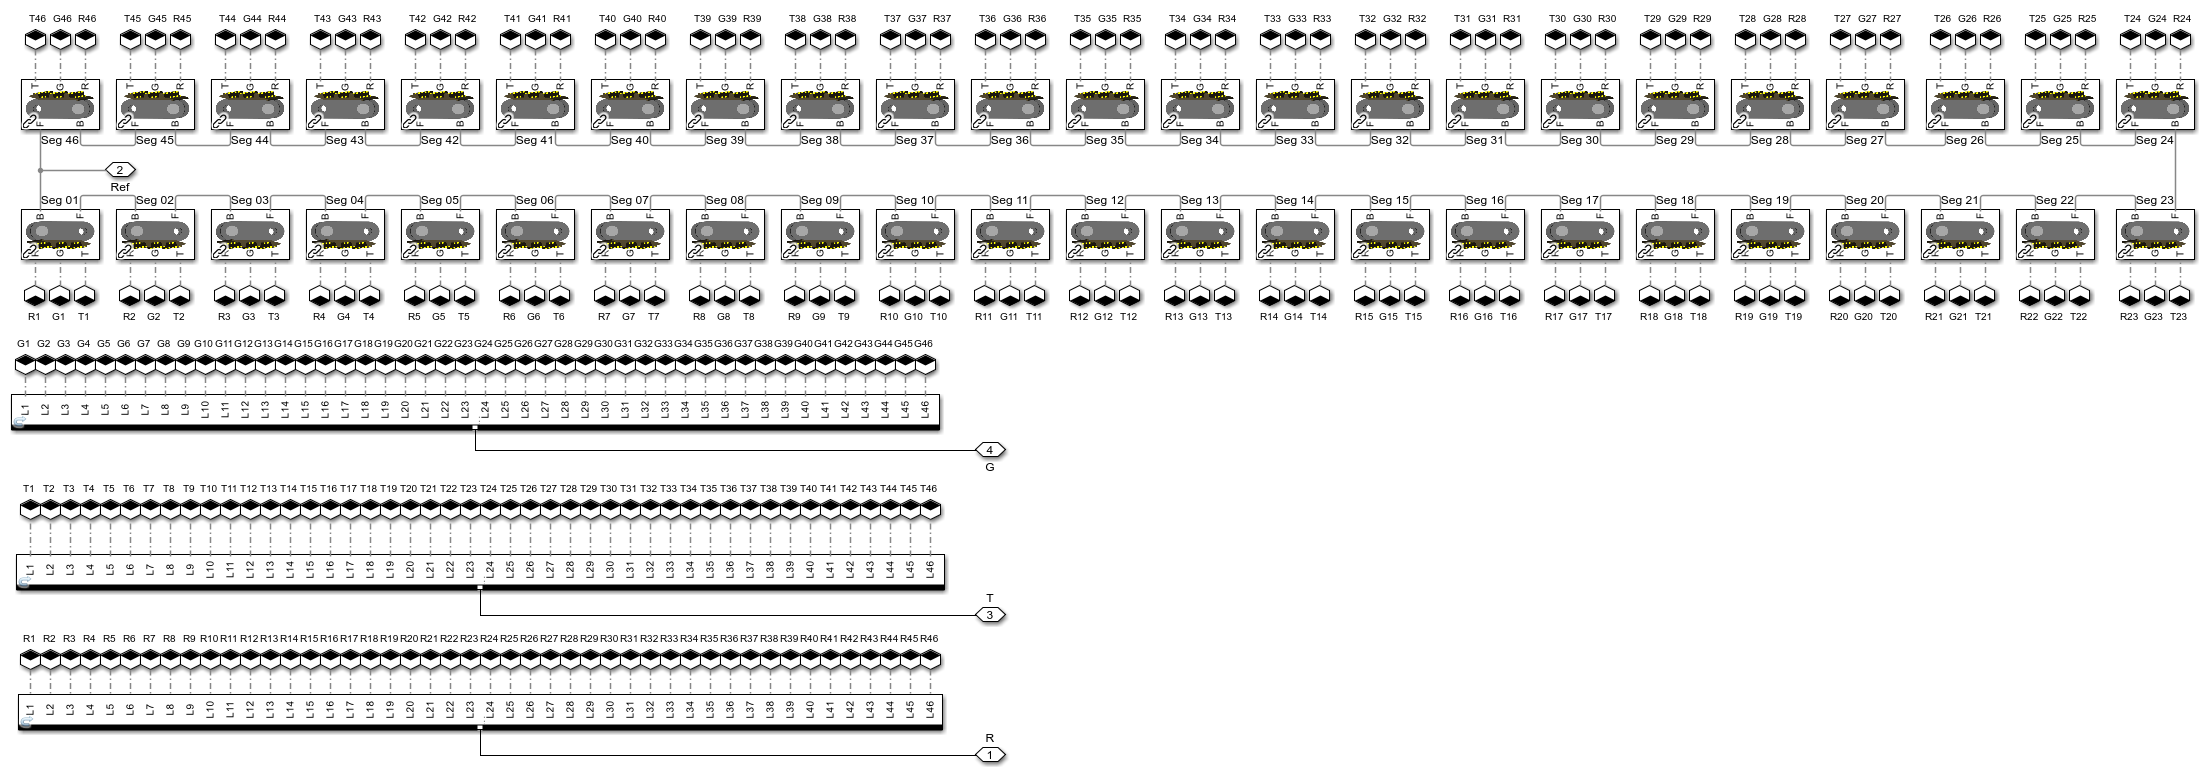 T46 G46 R46 T45 G45 R45 T44 G44 R44 T43 G43 R43 T42 G42 R42 T41 G41 R41 T40 G40 R40 T39 G39 R39 T38 G38 R38 T37 G37 R37 T36 G36 R36 T35 G35 R35 T34 G34 R34 T33 G33 R33 T32 G32 R32 T31 G31 R31 T30 G30 R30 T29 G29 R29 T28 G28 R28 T27 G27 R27 T26 G26 R26 T25 G25 R25 T24 G24 R24
T G R T G R T G R T G R T G R T G R T G R T G R T G R T G R T G R T G R T G R T G R T G R T G R T G R T G R T G R T G R T G R T G R T G R
F B F B F B F B F B F B F B F B F B F B F B F B F B F B F B F B F B F B F B F B F B F B F B
Seg 46 Seg 45 Seg 44 Seg 43 Seg 42 Seg 41 Seg 40 Seg 39 Seg 38 Seg 37 Seg 36 Seg 35 Seg 34 Seg 33 Seg 32 Seg 31 Seg 30 Seg 29 Seg 28 Seg 27 Seg 26 Seg 25 Seg 24
2
Ref
Seg 01 Seg 02 Seg 03 Seg 04 Seg 05 Seg 06 Seg 07 Seg 08 Seg 09 Seg 10 Seg 11 Seg 12 Seg 13 Seg 14 Seg 15 Seg 16 Seg 17 Seg 18 Seg 19 Seg 20 Seg 21 Seg 22 Seg 23
B F B F B F B F B F B F B F B F B F B F B F B F B F B F B F B F B F B F B F B F B F B F B F
G T G T G T G T G T G T G T G T G T G T G T G T G T G T G T G T G T G T G T G T G T G T G T
R1 G1 T1 R2 G2 T2 R3 G3 T3 R4 G4 T4 R5 G5 T5 R6 G6 T6 R7 G7 T7 R8 G8 T8 R9 G9 T9 R10 G10 T10 R11 G11 T11 R12 G12 T12 R13 G13 T13 R14 G14 T14 R15 G15 T15 R16 G16 T16 R17 G17 T17 R18 G18 T18 R19 G19 T19 R20 G20 T20 R21 G21 T21 R22 G22 T22 R23 G23 T23
G1 G2 G3 G4 G5 G6 G7 G8 G9 G10 G11 G12 G13 G14 G15 G16 G17 G18 G19 G20 G21 G22 G23 G24 G25 G26 G27 G28 G29 G30 G31 G32 G33 G34 G35 G36 G37 G38 G39 G40 G41 G42 G43 G44 G45 G46
L1 L2 L3 L4 L5 L6 L7 L8 L9 L10 L11 L12 L13 L14 L15 L16 L17 L18 L19 L20 L21 L22 L23 L24 L25 L26 L27 L28 L29 L30 L31 L32 L33 L34 L35 L36 L37 L38 L39 L40 L41 L42 L43 L44 L45 L46
4
G
T1 T2 T3 T4 T5 T6 T7 T8 T9 T10 T11 T12 T13 T14 T15 T16 T17 T18 T19 T20 T21 T22 T23 T24 T25 T26 T27 T28 T29 T30 T31 T32 T33 T34 T35 T36 T37 T38 T39 T40 T41 T42 T43 T44 T45 T46
L1 L2 L3 L4 L5 L6 L7 L8 L9 L10 L11 L12 L13 L14 L15 L16 L17 L18 L19 L20 L21 L22 L23 L24 L25 L26 L27 L28 L29 L30 L31 L32 L33 L34 L35 L36 L37 L38 L39 L40 L41 L42 L43 L44 L45 L46
T
3
R1 R2 R3 R4 R5 R6 R7 R8 R9 R10 R11 R12 R13 R14 R15 R16 R17 R18 R19 R20 R21 R22 R23 R24 R25 R26 R27 R28 R29 R30 R31 R32 R33 R34 R35 R36 R37 R38 R39 R40 R41 R42 R43 R44 R45 R46
L1 L2 L3 L4 L5 L6 L7 L8 L9 L10 L11 L12 L13 L14 L15 L16 L17 L18 L19 L20 L21 L22 L23 L24 L25 L26 L27 L28 L29 L30 L31 L32 L33 L34 L35 L36 L37 L38 L39 L40 L41 L42 L43 L44 L45 L46
R
1